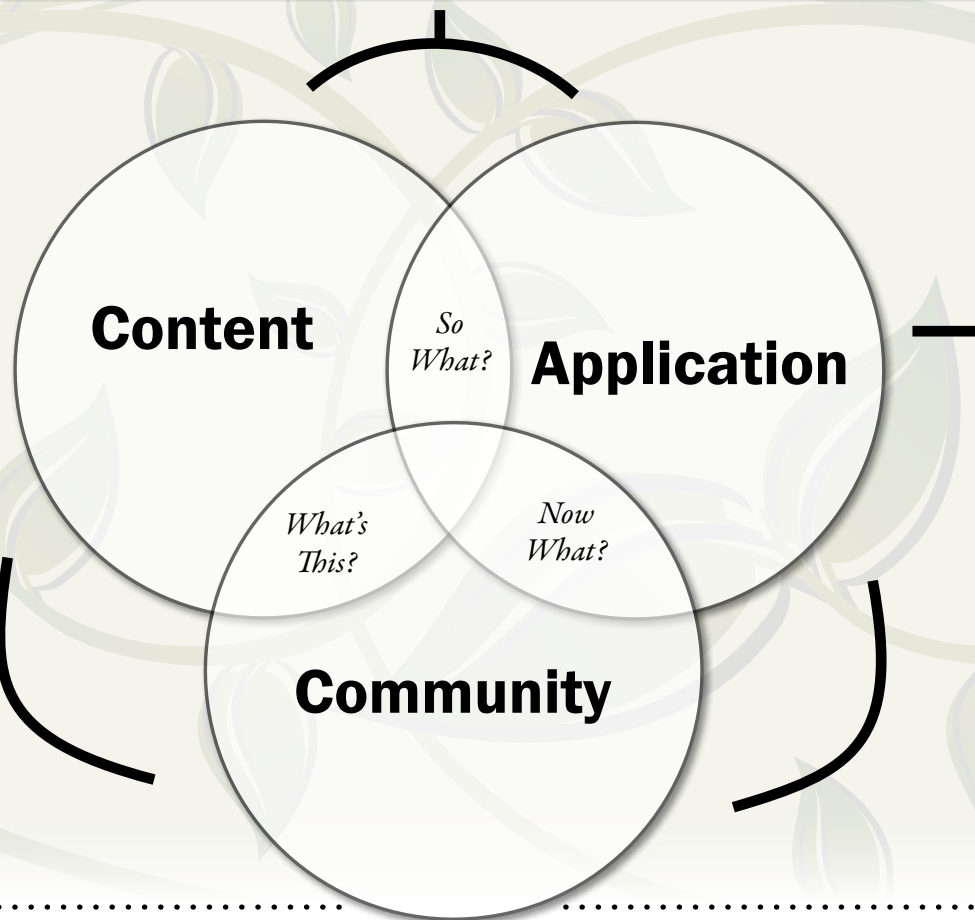 Content
So
What?
Application
What's
This?
Now
What?
Community